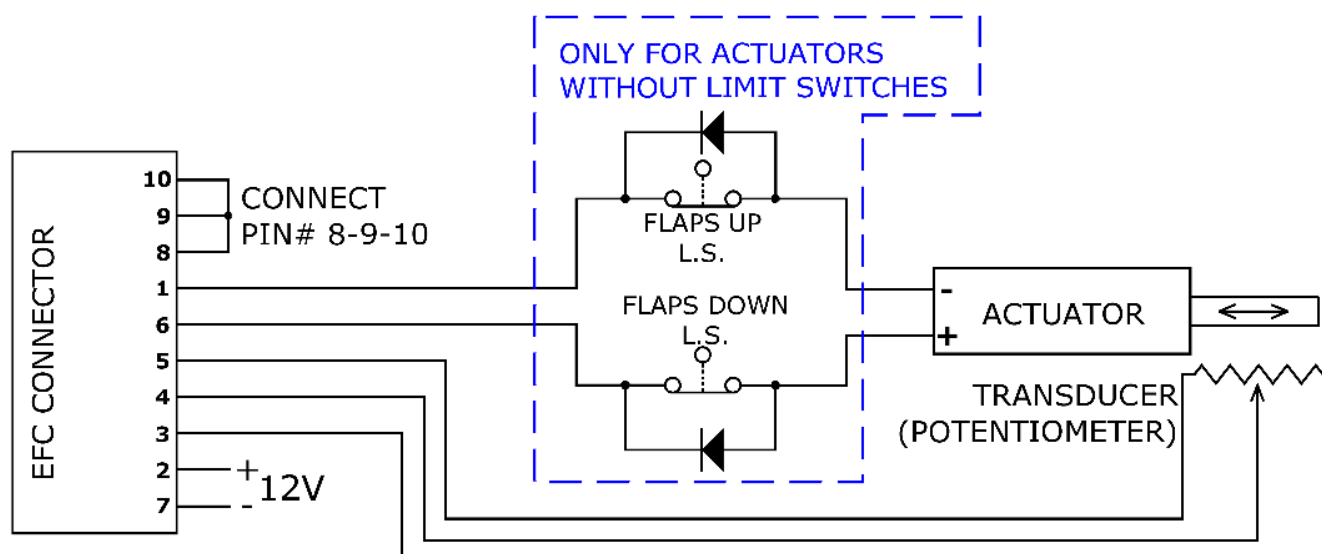 ONLY FOR ACTUATORS
WITHOUT LIMIT SWITCHES
10
9
8
1
6
5
4
3
2
7
EFC CONNECTOR
CONNECT
PIN# 8-9-10
+
12V
-
FLAPS UP
L.S.
FLAPS DOWN
L.S.
-
+
ACTUATOR
TRANSDUCER
(POTENTIOMETER)